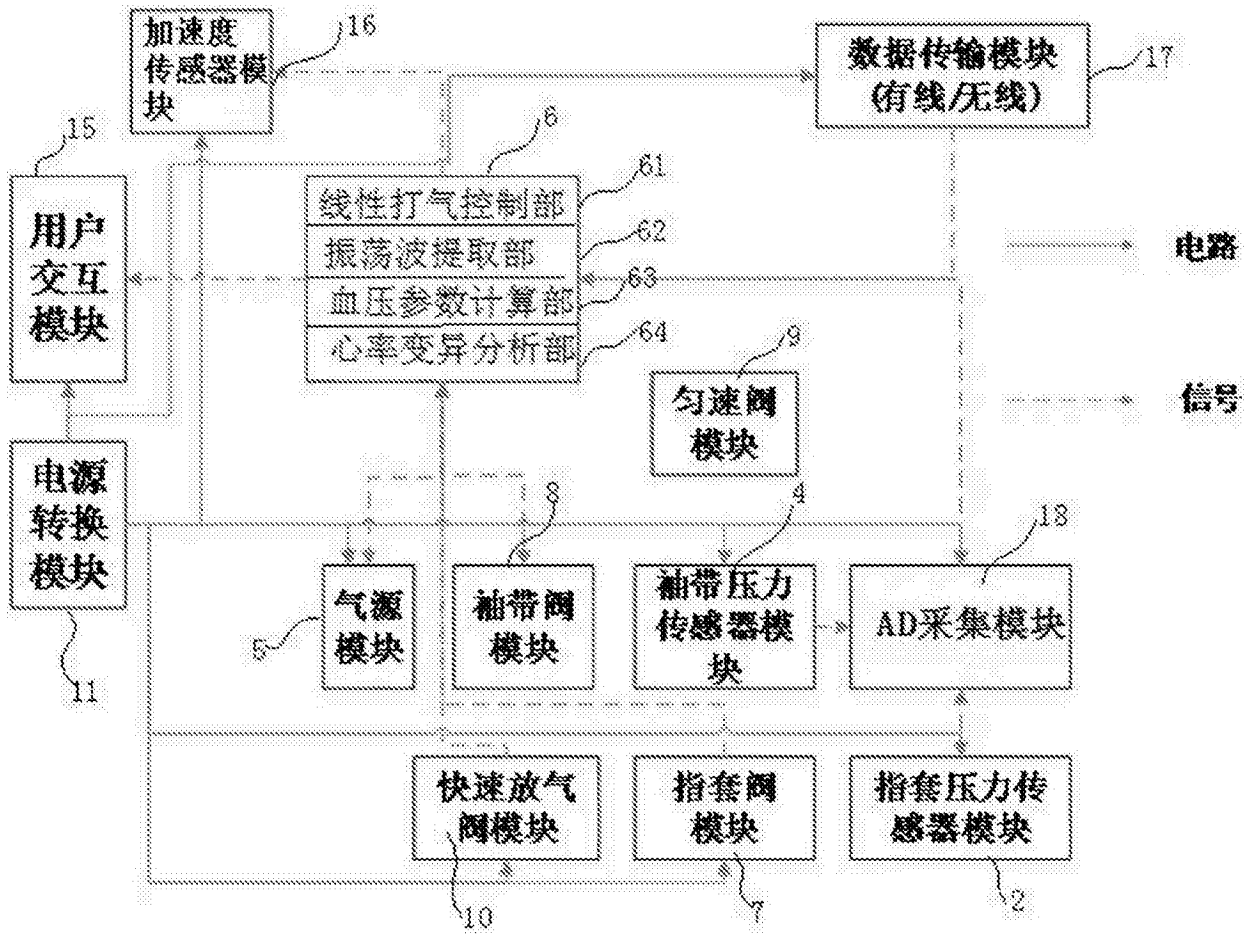 加速度
传感器模
块
16
数据传输模块
(有线/无线)
17
15
6
用户
交互
模块
线性打气控制部
61
振荡波提取部
62
血压参数计算部
63
心率变异分析部
64
电路
信号
9
匀速阀
模块
电源
转换
模块
11
8
4
18
气源
模块
5
袖带阀
模块
袖带压力
传感器模
块
AD采集模块
快速放气
阀模块
10
指套阀
模块
7
指套压力传
感器模块
2